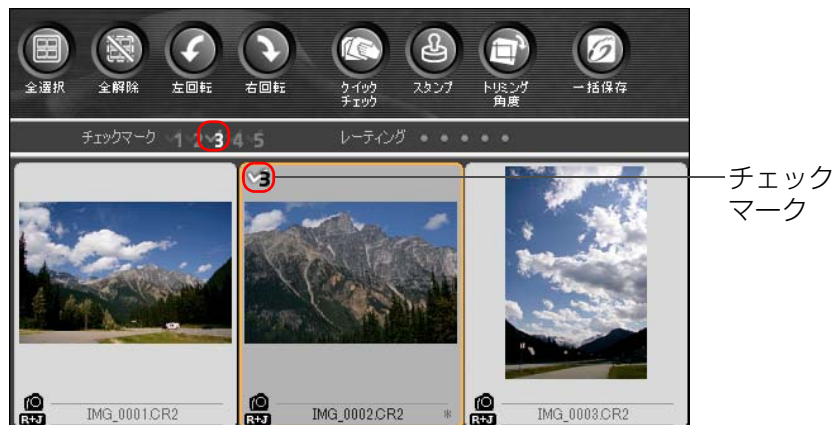 全選択 全解除 左回転 右回転 クイック チェック スタンプ トリミング 角度 一括保存
チェックマーク 1 2 3 4 5 レーティング
3
チェック
マーク
R+J IMG_0001.CR2 R+J IMG_0002.CR2 * R+J IMG_0003.CR2